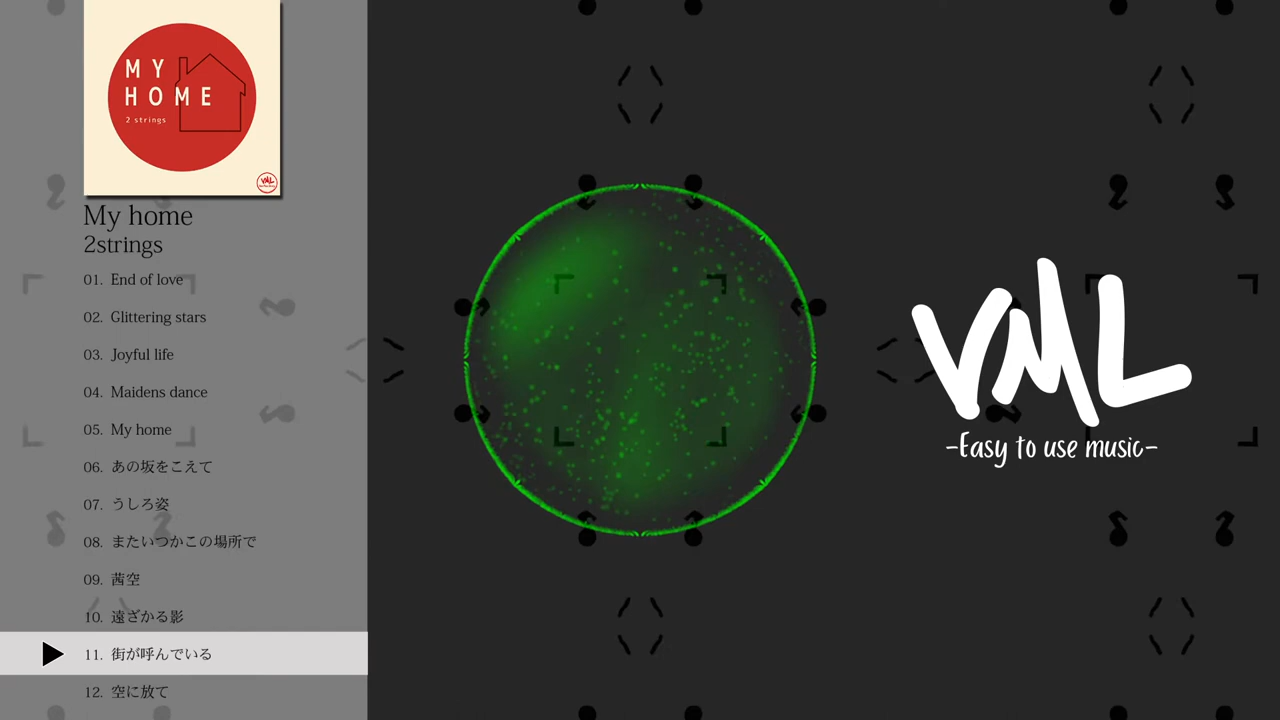 MY
HOME
2 strings
VML
My home
2strings
01. End of love
02. Glittering stars
03. Joyful life
04. Maidens dance
05. My home
06. あの坂をこえて
07. うしろ姿
08. またいつかこの場所で
09. 茜空
10. 遠ざかる影
11. 街が呼んでいる
12. 空に放て
VML
-Easy to use music-